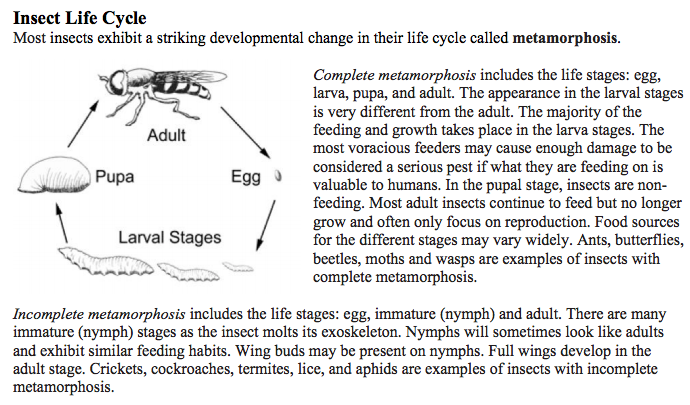 Insect Life Cycle
Most insects exhibit a striking developmental change in their life cycle called metamorphosis.
Adult
Pupa
Egg
Larval Stages
Complete metamorphosis includes the life stages: egg,
larva, pupa, and adult. The appearance in the larval stages
is very different from the adult. The majority of the
feeding and growth takes place in the larva stages. The
most voracious feeders may cause enough damage to be
considered a serious pest if what they are feeding on is
valuable to humans. In the pupal stage, insects are non-
feeding. Most adult insects continue to feed but no longer
grow and often only focus on reproduction. Food sources
for the different stages may vary widely. Ants, butterflies,
beetles, moths and wasps are examples of insects with
complete metamorphosis.
Incomplete metamorphosis includes the life stages: egg, immature (nymph) and adult. There are many
immature (nymph) stages as the insect molts its exoskeleton. Nymphs will sometimes look like adults
and exhibit similar feeding habits. Wing buds may be present on nymphs. Full wings develop in the
adult stage. Crickets, cockroaches, termites, lice, and aphids are examples of insects with incomplete
metamorphosis.